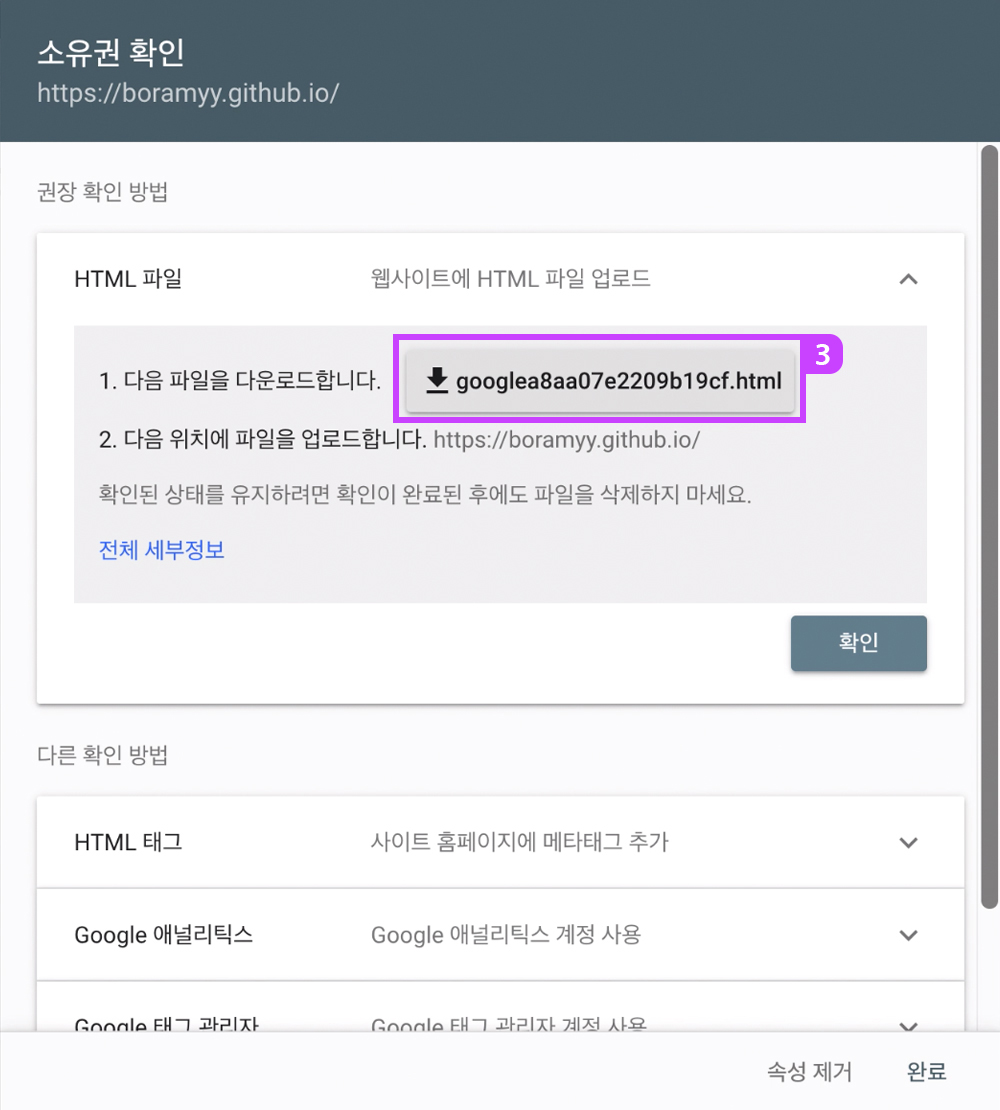 소유권 확인
https://boramyy.github.io/
권장 확인 방법
HTML 파일 웹사이트에 HTML 파일 업로드
1. 다음 파일을 다운로드합니다. googlea8aa07e2209b19cf.html 3
2. 다음 위치에 파일을 업로드합니다. https://boramyy.github.io/
확인된 상태를 유지하려면 확인이 완료된 후에도 파일을 삭제하지 마세요.
전체 세부정보
확인
다른 확인 방법
HTML 태그 사이트 홈페이지에 메타태그 추가
Google 애널리틱스 Google 애널리틱스 계정 사용
Google 태그 관리자 Google 태그 관리자 계정 사용
속성 제거 완료